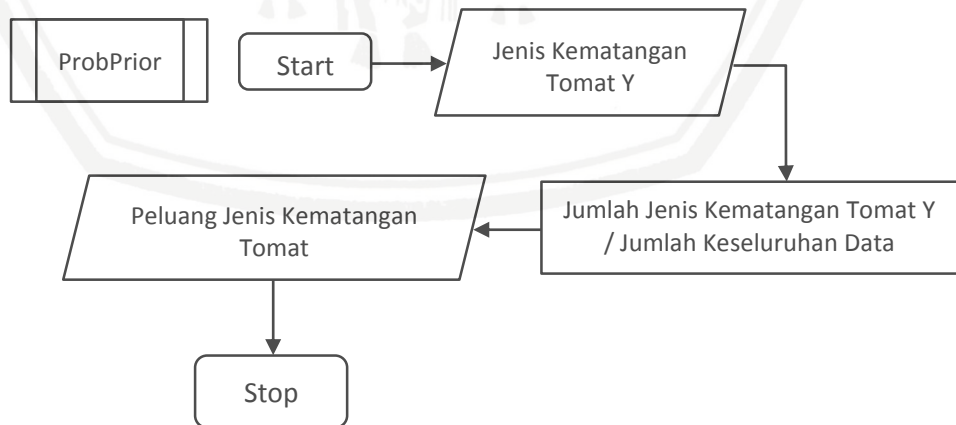 ProbPrior
Start
Jenis Kematangan
Tomat Y
Jumlah Jenis Kematangan Tomat Y
/ Jumlah Keseluruhan Data
Peluang Jenis Kematangan
Tomat
Stop